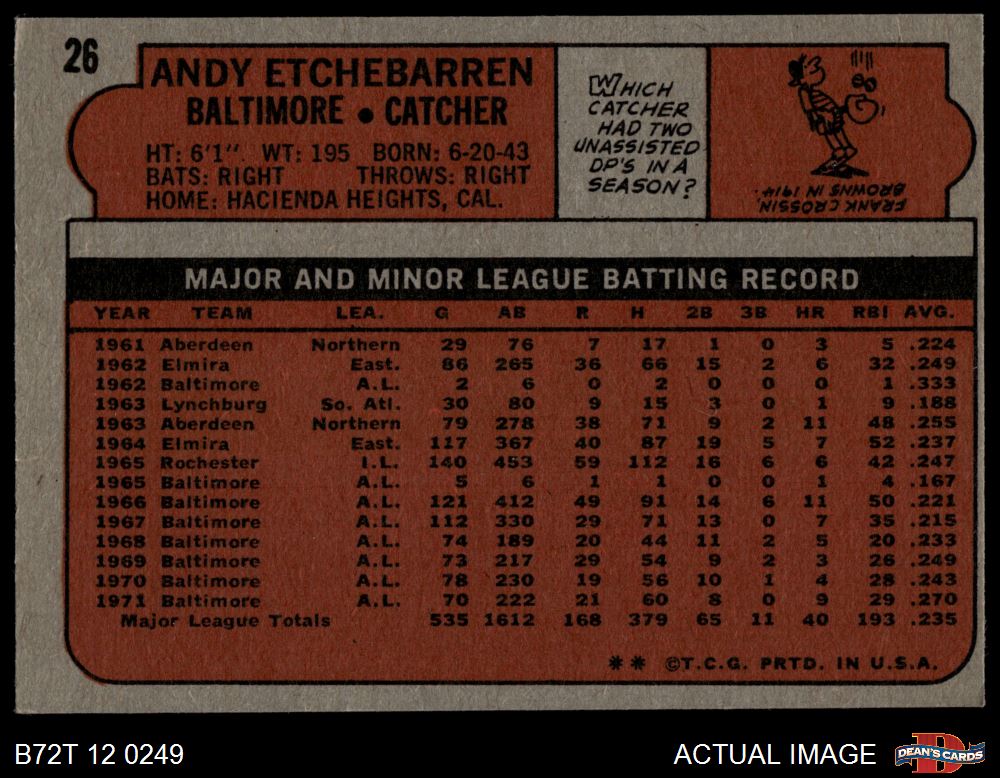 26
ANDY ETCHEBARREN
BALTIMORE • CATCHER
HT: 6'1". WT: 195 BORN: 6-20-43
BATS: RIGHT THROWS: RIGHT
HOME: HACIENDA HEIGHTS, CAL.
WHICH
CATCHER
HAD TWO
UNASSISTED
DP'S IN A
SEASON?
FRANK CROSSIN,
BROWNS IN 1914.
MAJOR AND MINOR LEAGUE BATTING RECORD
YEAR TEAM LEA. G AB R H 2B 3B HR RBI AVG.
1961 Aberdeen Northern 29 76 7 17 1 0 3 5 .224
1962 Elmira East. 86 265 36 66 15 2 6 32 .249
1962 Baltimore A.L. 2 6 0 2 0 0 0 1 .333
1963 Lynchburg So. Atl. 30 80 9 15 3 0 1 9 .188
1963 Aberdeen Northern 79 278 38 71 9 2 11 48 .255
1964 Elmira East. 117 367 40 87 19 5 7 52 .237
1965 Rochester I.L. 140 453 59 112 16 6 6 42 .247
1965 Baltimore A.L. 5 6 1 1 0 0 1 4 .167
1966 Baltimore A.L. 121 412 49 91 14 6 11 50 .221
1967 Baltimore A.L. 112 330 29 71 13 0 7 35 .215
1968 Baltimore A.L. 74 189 20 44 11 2 5 20 .233
1969 Baltimore A.L. 73 217 29 54 9 2 3 26 .249
1970 Baltimore A.L. 78 230 19 56 10 1 4 28 .243
1971 Baltimore A.L. 70 222 21 60 8 0 9 29 .270
Major League Totals 535 1612 168 379 65 11 40 193 .235
** ©T.C.G. PRTD. IN U.S.A.
B72T 12 0249
ACTUAL IMAGE
DEAN'S CARDS